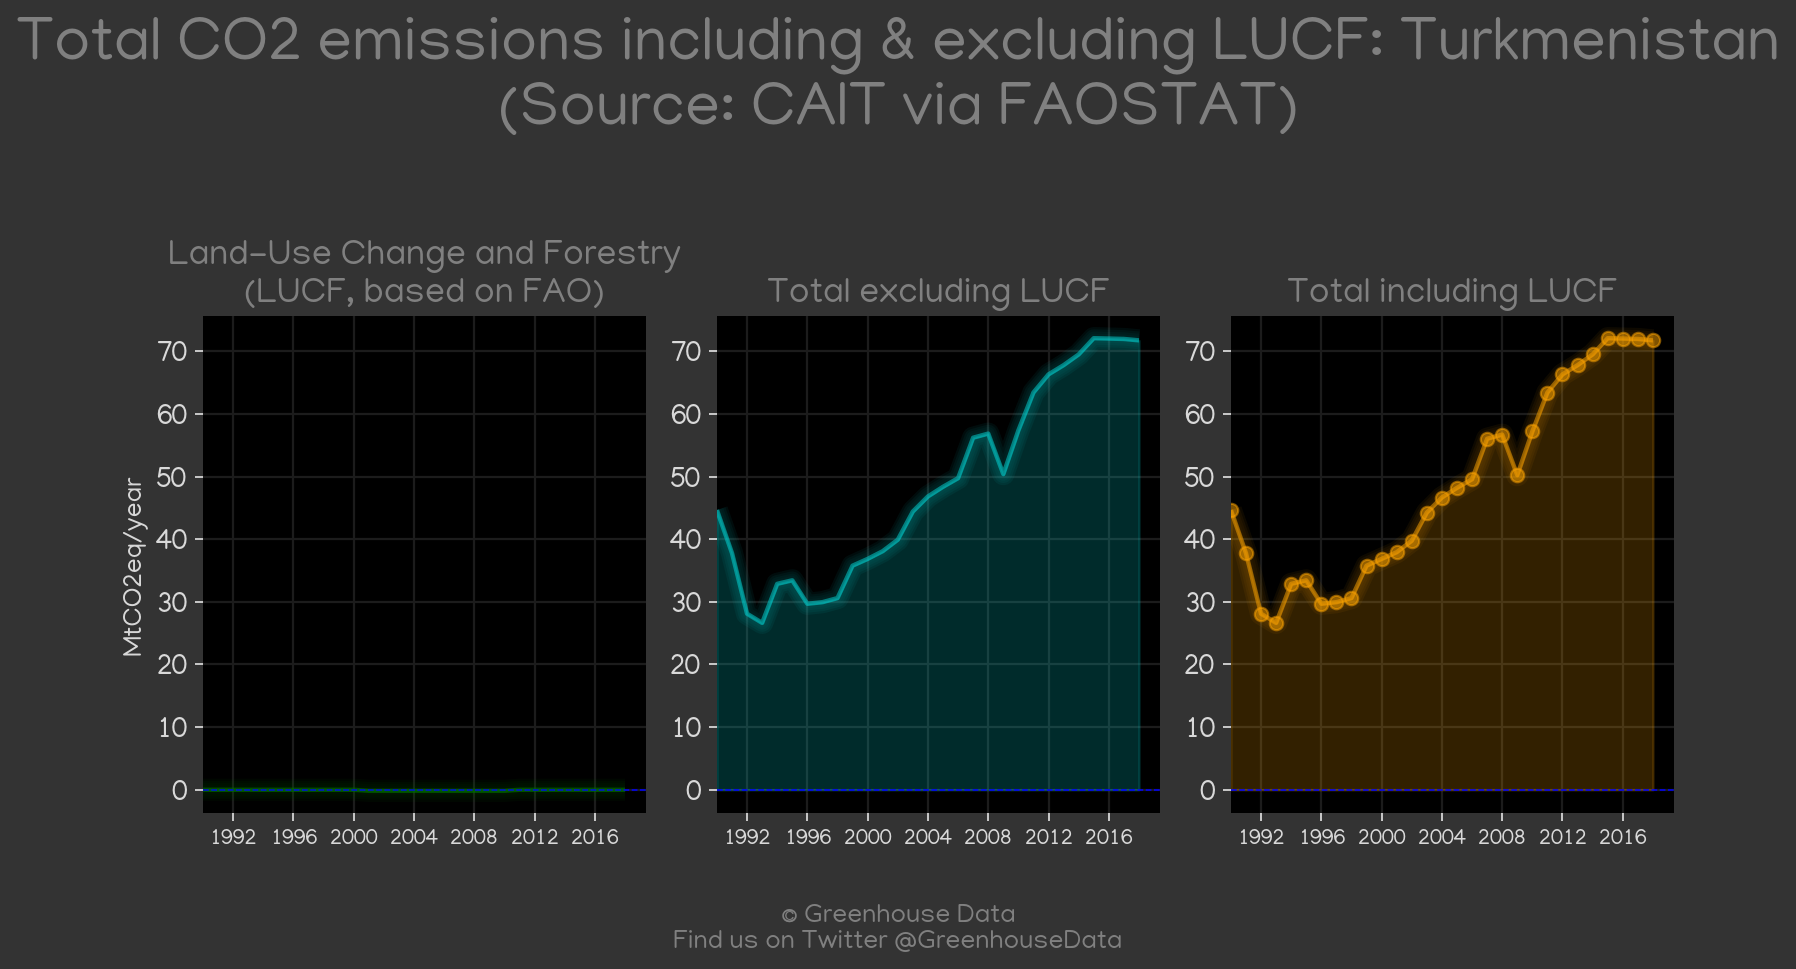 Total CO2 emissions including & excluding LUCF: Turkmenistan
(Source: CAIT via FAOSTAT)
Land-Use Change and Forestry
(LUCF, based on FAO)
Total excluding LUCF
Total including LUCF
MtCO2eq/year
70
60
50
40
30
20
10
0
1992 1996 2000 2004 2008 2012 2016
70
60
50
40
30
20
10
0
1992 1996 2000 2004 2008 2012 2016
70
60
50
40
30
20
10
0
1992 1996 2000 2004 2008 2012 2016
© Greenhouse Data
Find us on Twitter @GreenhouseData